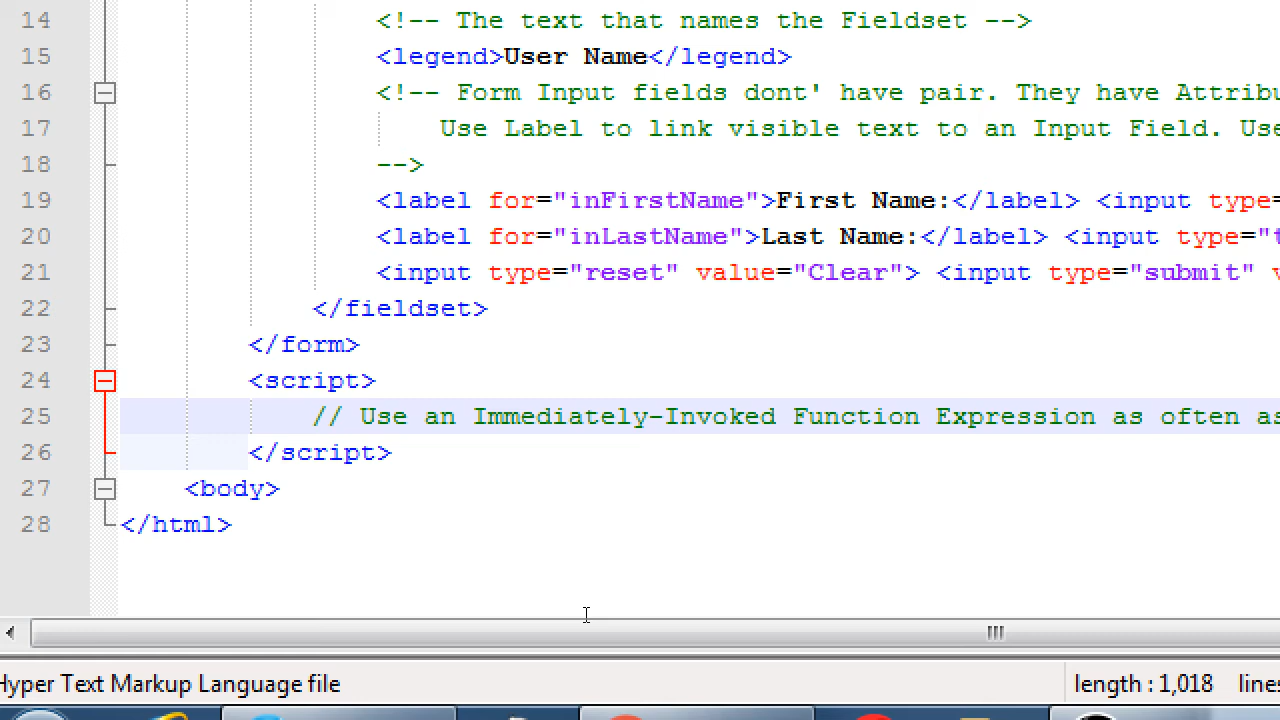 14 <!-- The text that names the Fieldset -->
15 <legend>User Name</legend>
16 <!-- Form Input fields dont' have pair. They have Attribu
17 Use Label to link visible text to an Input Field. Use
18 -->
19 <label for="inFirstName">First Name:</label> <input type=
20 <label for="inLastName">Last Name:</label> <input type="t
21 <input type="reset" value="Clear"> <input type="submit" v
22 </fieldset>
23 </form>
24 <script>
25 // Use an Immediately-Invoked Function Expression as often as
26 </script>
27 <body>
28 </html>
Hyper Text Markup Language file length : 1,018 lines